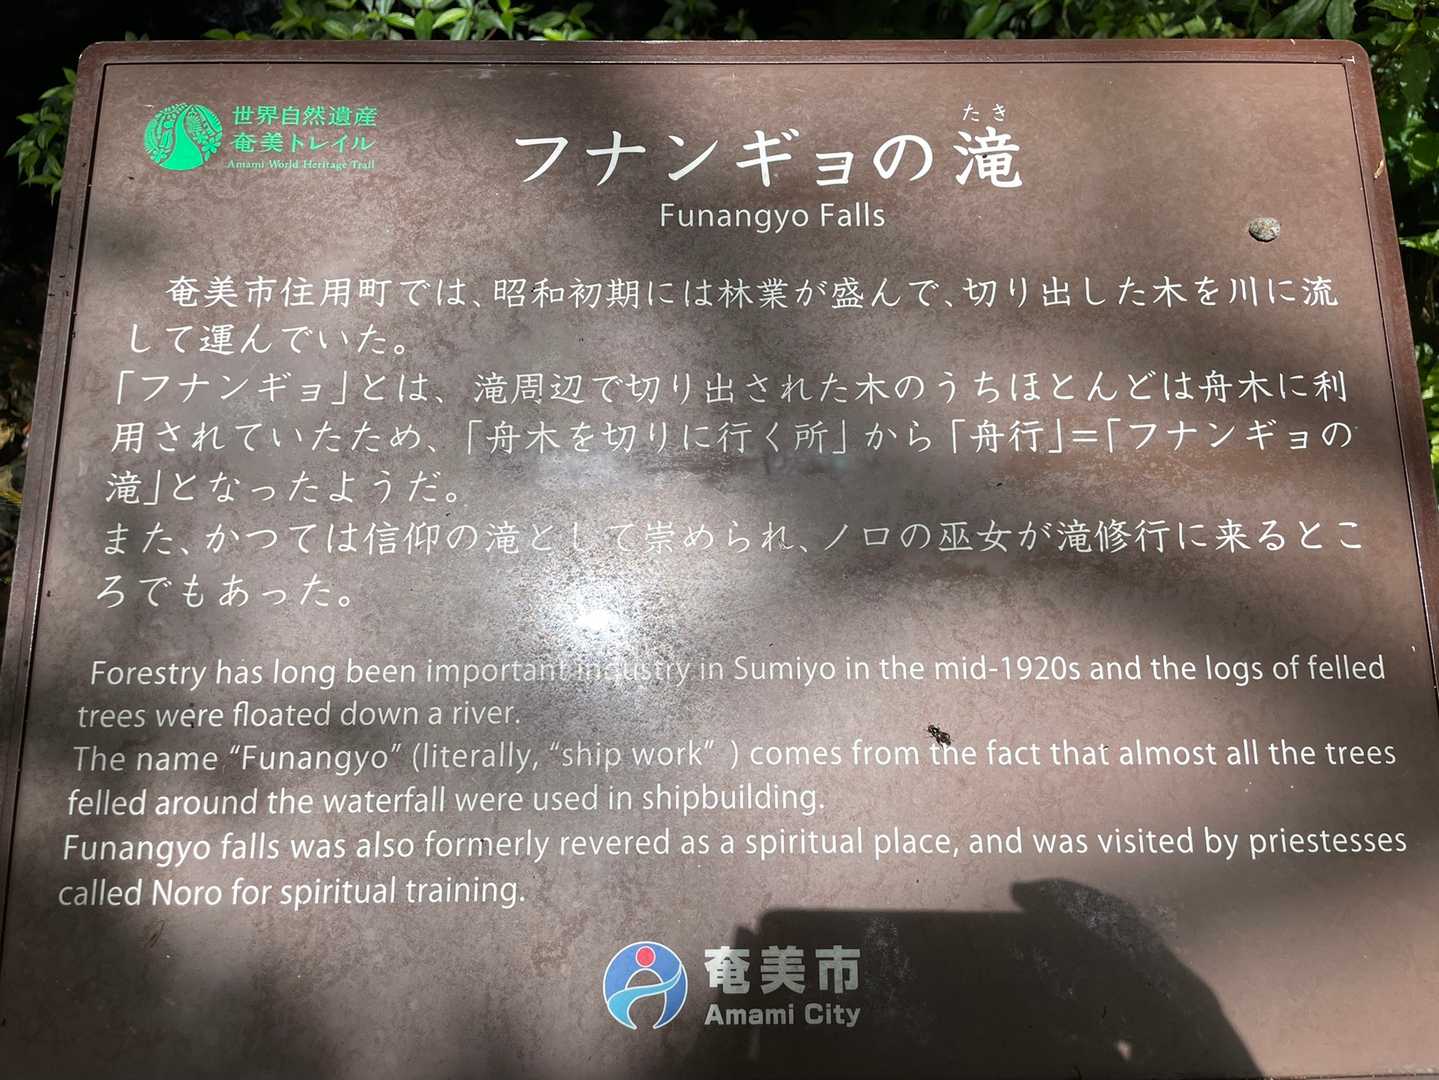 世界自然遺産
奄美トレイル
Amami World Heritage Trail
たき
フナンギョの滝
Funangyo Falls
奄美市住用町では、昭和初期には林業が盛んで、切り出した木を川に流
して運んでいた。
「フナンギョ」とは、滝周辺で切り出された木のうちほとんどは舟木に利
用されていたため、「舟木を切りに行く所」から「舟行」=「フナンギョの
滝」となったようだ。
また、かつては信仰の滝として崇められ、ノロの巫女が滝修行に来るとこ
ろでもあった。
Forestry has long been important industry in Sumiyo in the mid-1920s and the logs of felled
trees were floated down a river.
The name “Funangyo” (literally, “ship work” ) comes from the fact that almost all the trees
felled around the waterfall were used in shipbuilding.
Funangyo falls was also formerly revered as a spiritual place, and was visited by priestesses
called Noro for spiritual training.
奄美市
Amami City